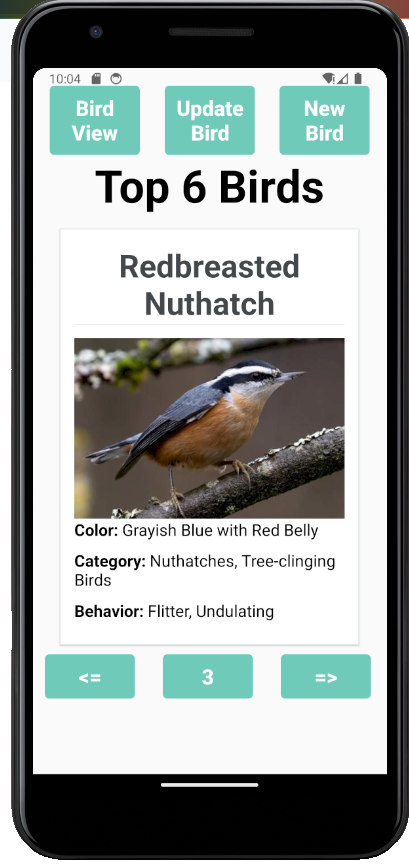 10:04
Bird
View
Update
Bird
New
Bird
Top 6 Birds
Redbreasted
Nuthatch
Color: Grayish Blue with Red Belly
Category: Nuthatches, Tree-clinging
Birds
Behavior: Flitter, Undulating
<= 3 =>